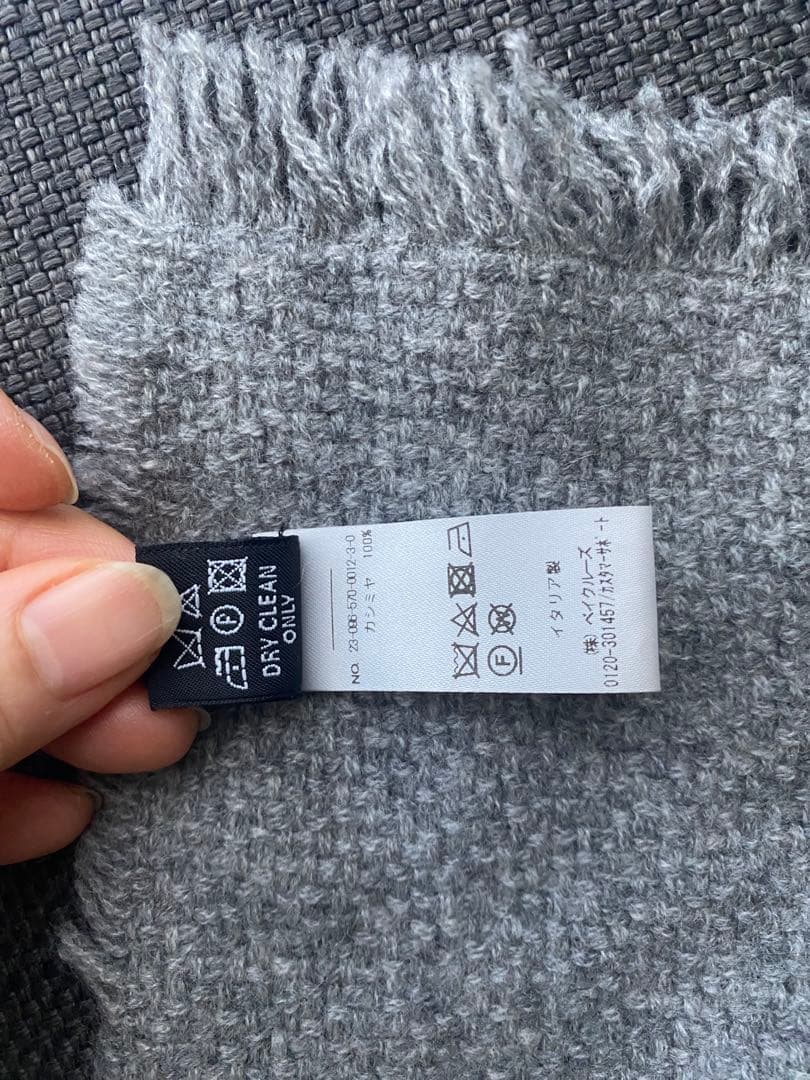 DRY CLEAN
ONLY
NO. 23-096-570-0012-3-0
カシミヤ 100%
イタリア製
(株) ベイクルーズ
0120-301457/カスタマーサポート